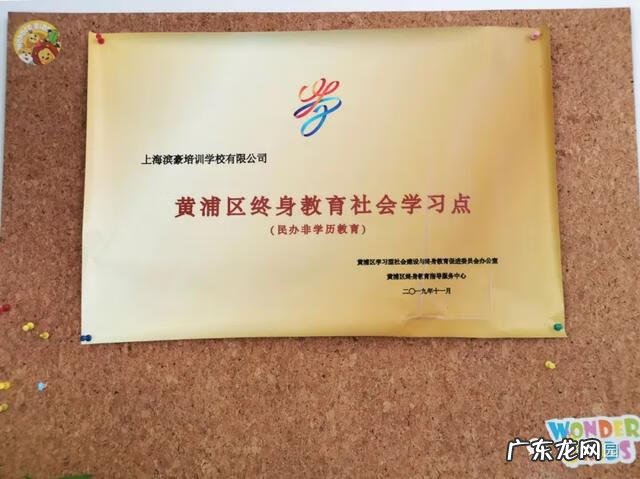 上海滨豪培训学校有限公司
黄浦区终身教育社会学习点
（民办非学历教育）
黄浦区学习型社会建设与终身教育促进委员会办公室
黄浦区终身教育指导服务中心
二〇一九年十一月
WONDER
广东龙网
园